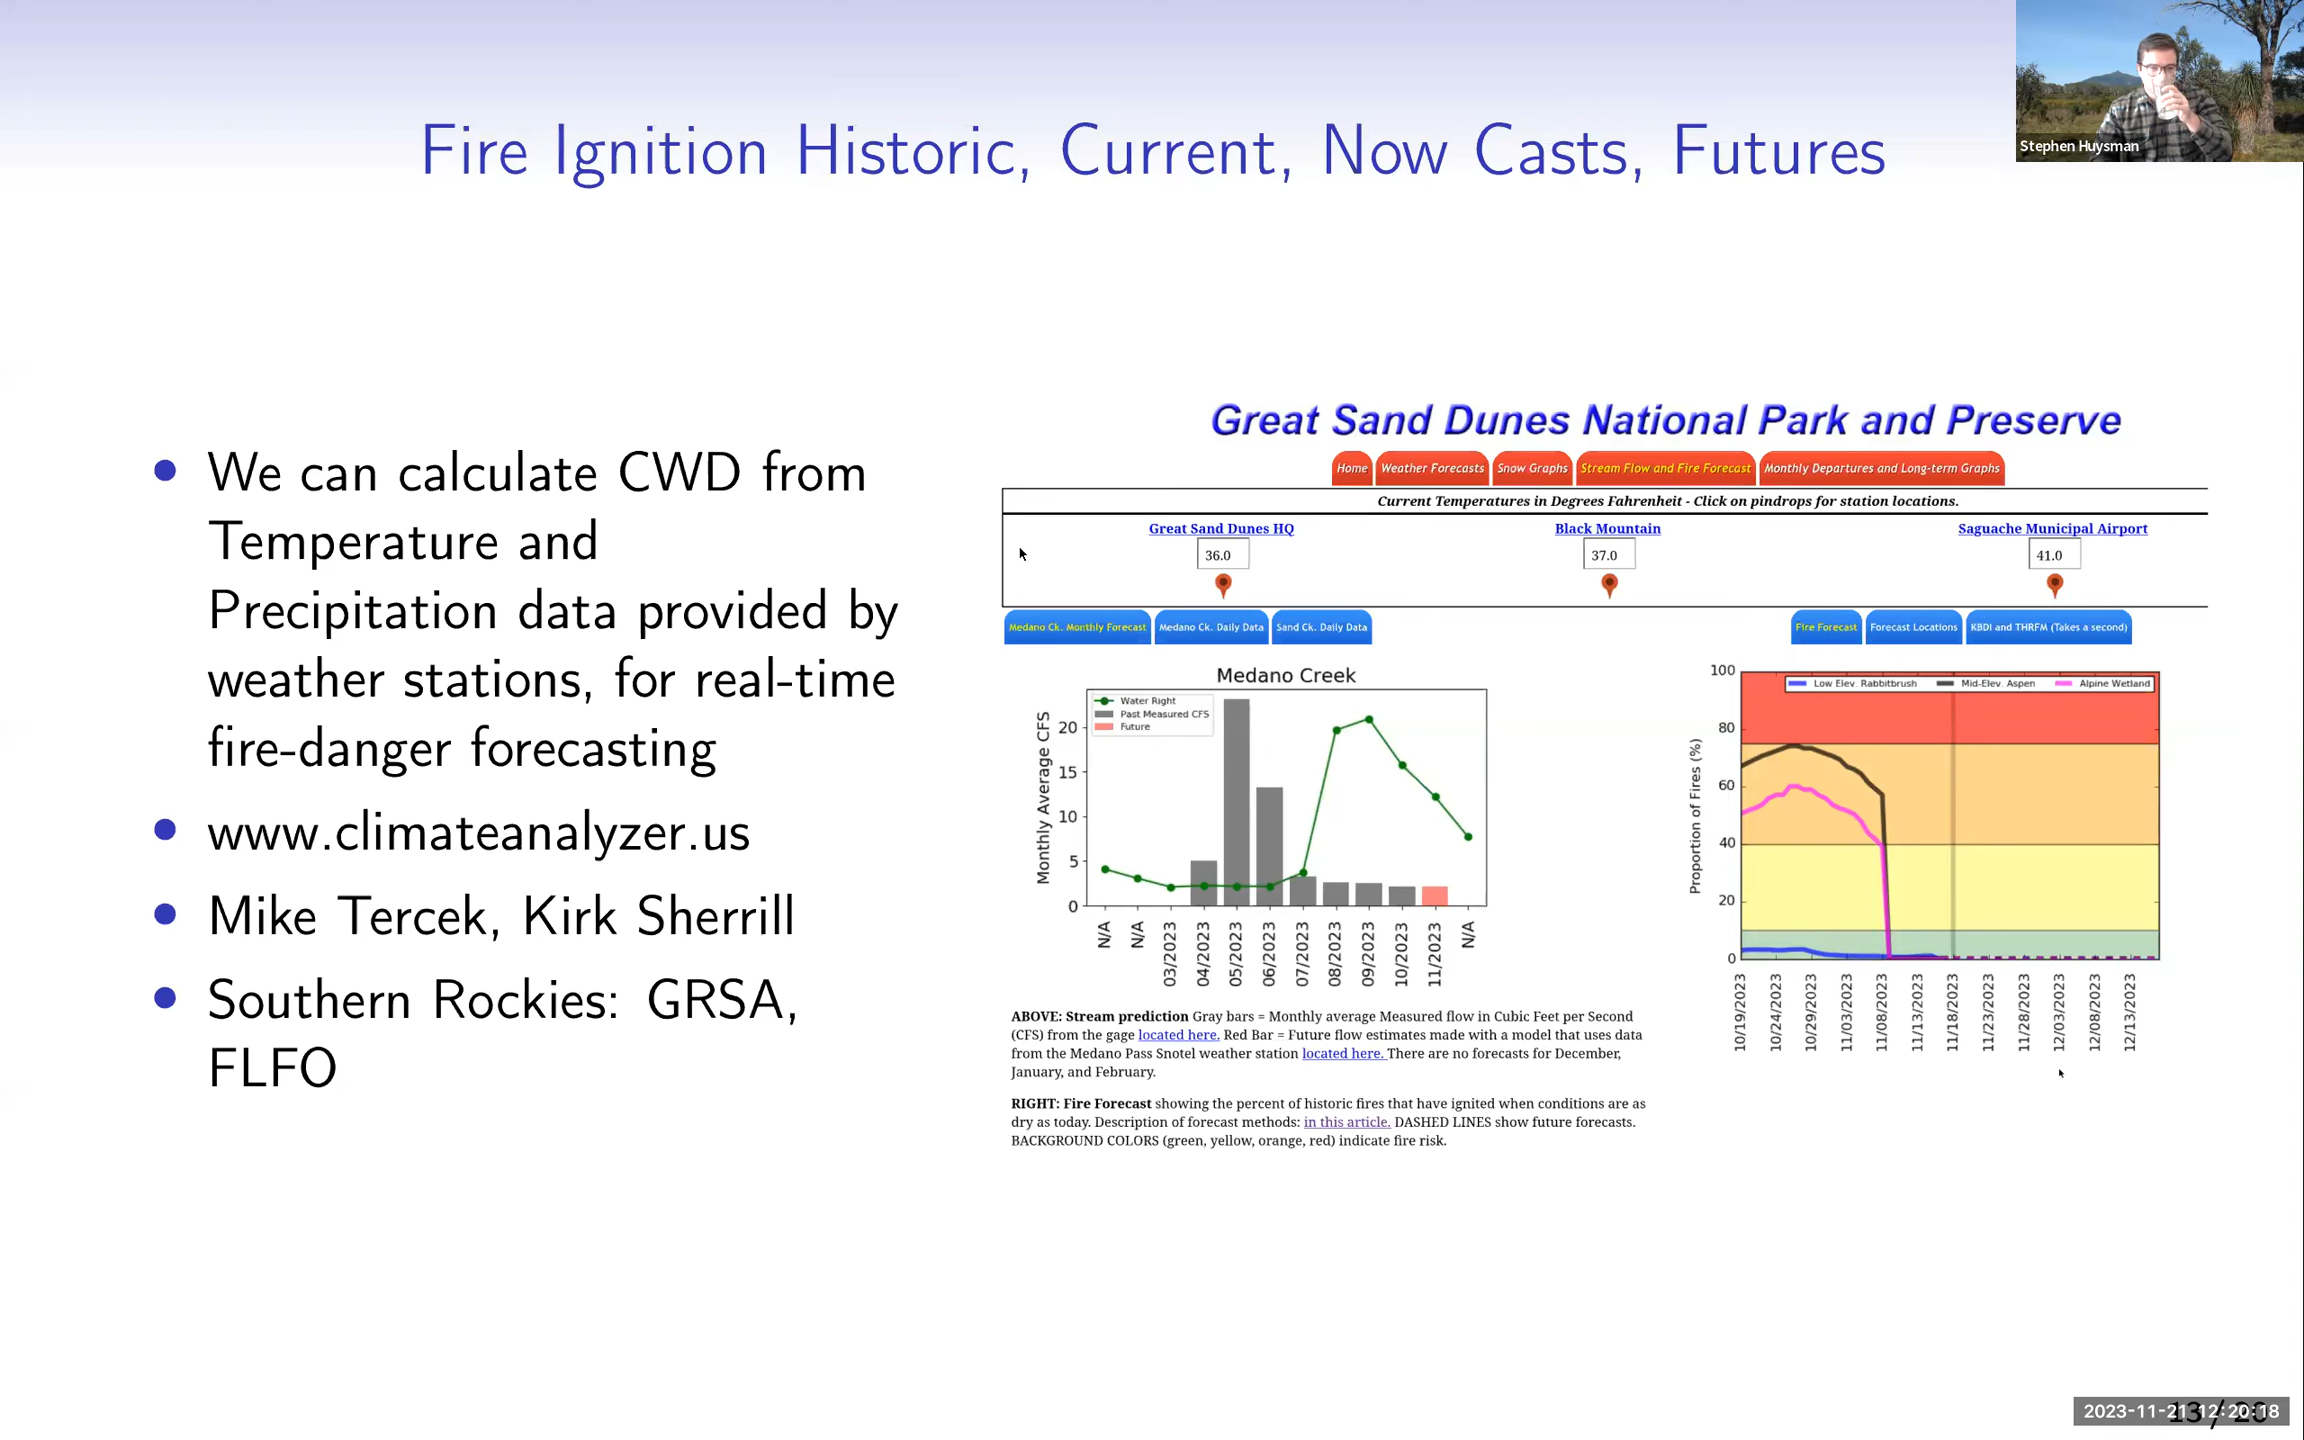 Fire Ignition Historic, Current, Now Casts, Futures
Stephen Huysman
We can calculate CWD from
Temperature and
Precipitation data provided by
weather stations, for real-time
fire-danger forecasting
www.climateanalyzer.us
Mike Tercek, Kirk Sherrill
Southern Rockies: GRSA,
FLFO
Great Sand Dunes National Park and Preserve
Home Weather Forecasts Snow Graphs Stream Flow and Fire Forecast Monthly Departures and Long-term Graphs
Current Temperatures in Degrees Fahrenheit - Click on pindrops for station locations.
Great Sand Dunes HQ Black Mountain Saguache Municipal Airport
36.0 37.0 41.0
Medano Ck. Monthly Forecast Medano Ck. Daily Data Sand Ck. Daily Data Fire Forecast Forecast Locations KBDI and THRFM (Takes a second)
Medano Creek
Water Right
Past Measured CFS
Future
Monthly Average CFS
20
15
10
5
0
N/A N/A 03/2023 04/2023 05/2023 06/2023 07/2023 08/2023 09/2023 10/2023 11/2023 N/A
Low Elev. Rabbitbrush Mid-Elev. Aspen Alpine Wetland
Proportion of Fires (%)
100
80
60
40
20
0
10/19/2023 10/24/2023 10/29/2023 11/03/2023 11/08/2023 11/13/2023 11/18/2023 11/23/2023 11/28/2023 12/03/2023 12/08/2023 12/13/2023
ABOVE: Stream prediction Gray bars = Monthly average Measured flow in Cubic Feet per Second
(CFS) from the gage located here. Red Bar = Future flow estimates made with a model that uses data
from the Medano Pass Snotel weather station located here. There are no forecasts for December,
January, and February.
RIGHT: Fire Forecast showing the percent of historic fires that have ignited when conditions are as
dry as today. Description of forecast methods: in this article. DASHED LINES show future forecasts.
BACKGROUND COLORS (green, yellow, orange, red) indicate fire risk.
2023-11-21 12:20:18